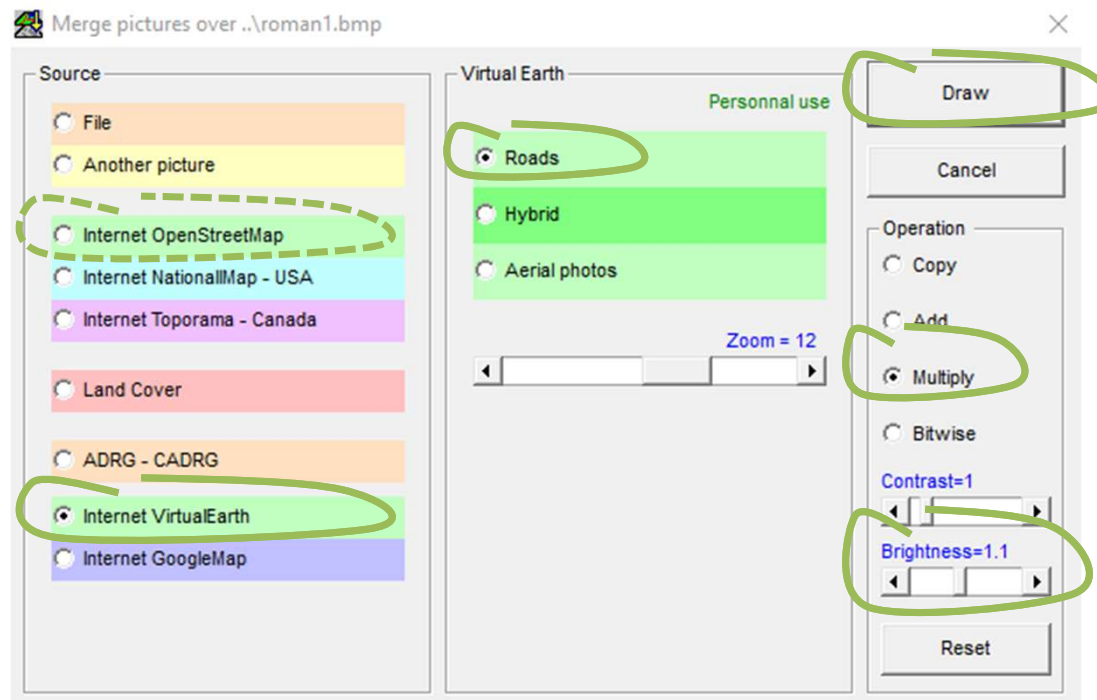 Merge pictures over ..\roman1.bmp
Source
File
Another picture
Internet OpenStreetMap
Internet NationallMap - USA
Internet Toporama - Canada
Land Cover
ADRG - CADRG
Internet VirtualEarth
Internet GoogleMap
Virtual Earth
Personnal use
Roads
Hybrid
Aerial photos
Zoom = 12
Draw
Cancel
Operation
Copy
Add
Multiply
Bitwise
Contrast=1
Brightness=1.1
Reset